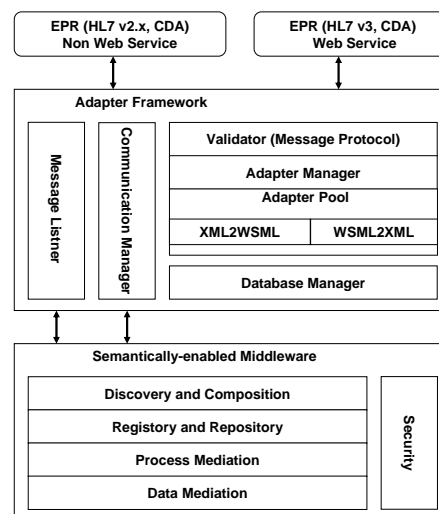 EPR (HL7 v2.x, CDA)
Non Web Service
EPR (HL7 v3, CDA)
Web Service
Adapter Framework
Message Listner
Communication Manager
Validator (Message Protocol)
Adapter Manager
Adapter Pool
XML2WSML
WSML2XML
Database Manager
Semantically-enabled Middleware
Discovery and Composition
Registory and Repository
Process Mediation
Data Mediation
Security